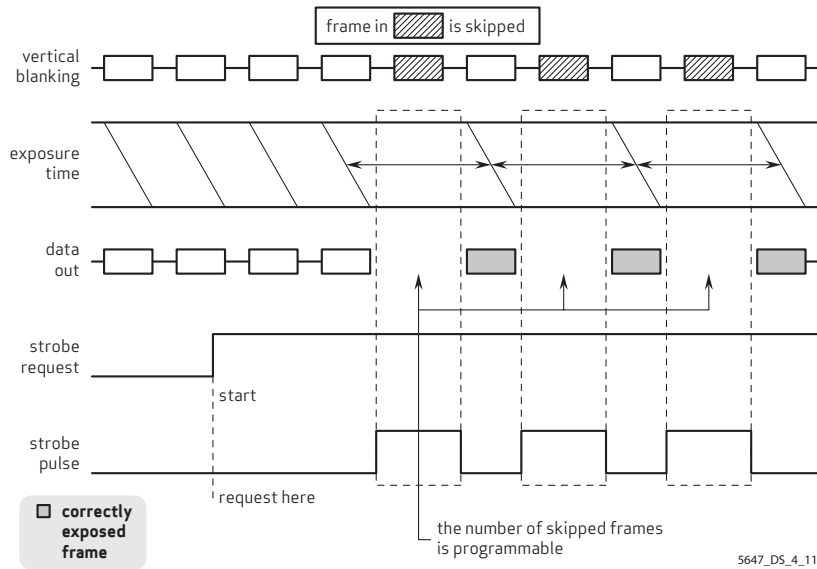 frame in is skipped
vertical
blanking
exposure
time
data
out
strobe
request
start
strobe
pulse
request here
correctly
exposed
frame
the number of skipped frames
is programmable
5647_DS_4_11